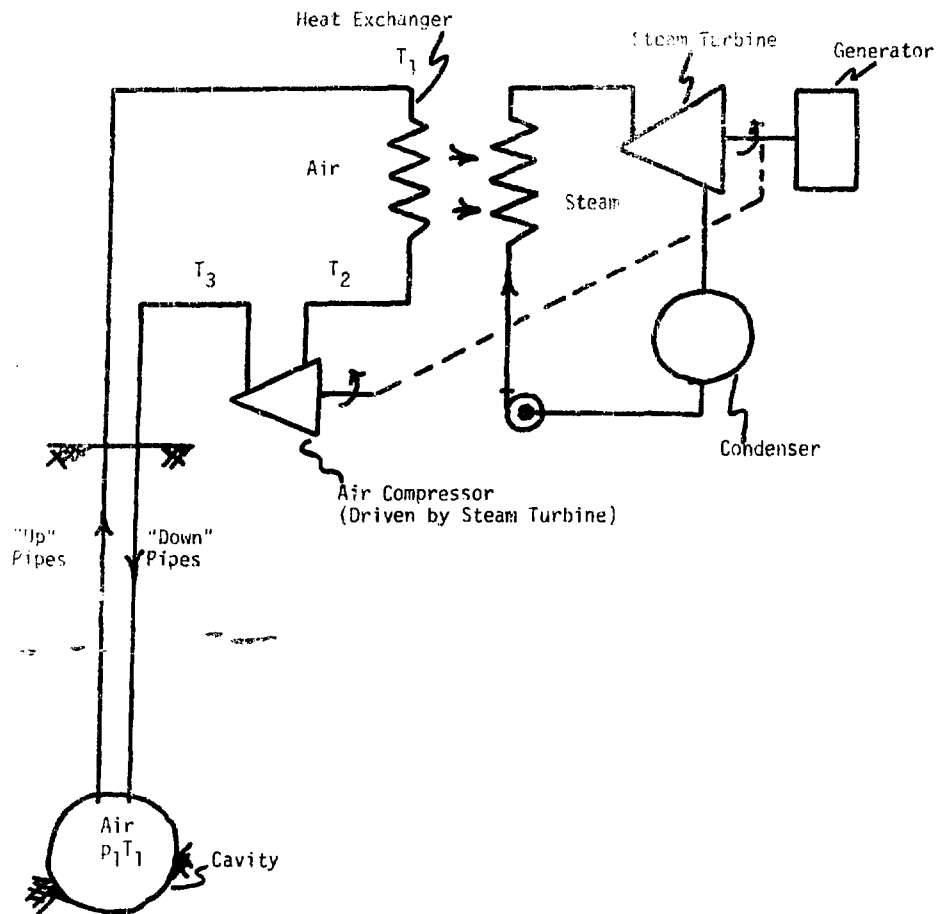 Heat Exchanger
T1
Steam Turbine
Generator
Air
Steam
T3
T2
Condenser
Air Compressor
(Driven by Steam Turbine)
"Up"
Pipes
"Down"
Pipes
Air
P1T1
Cavity